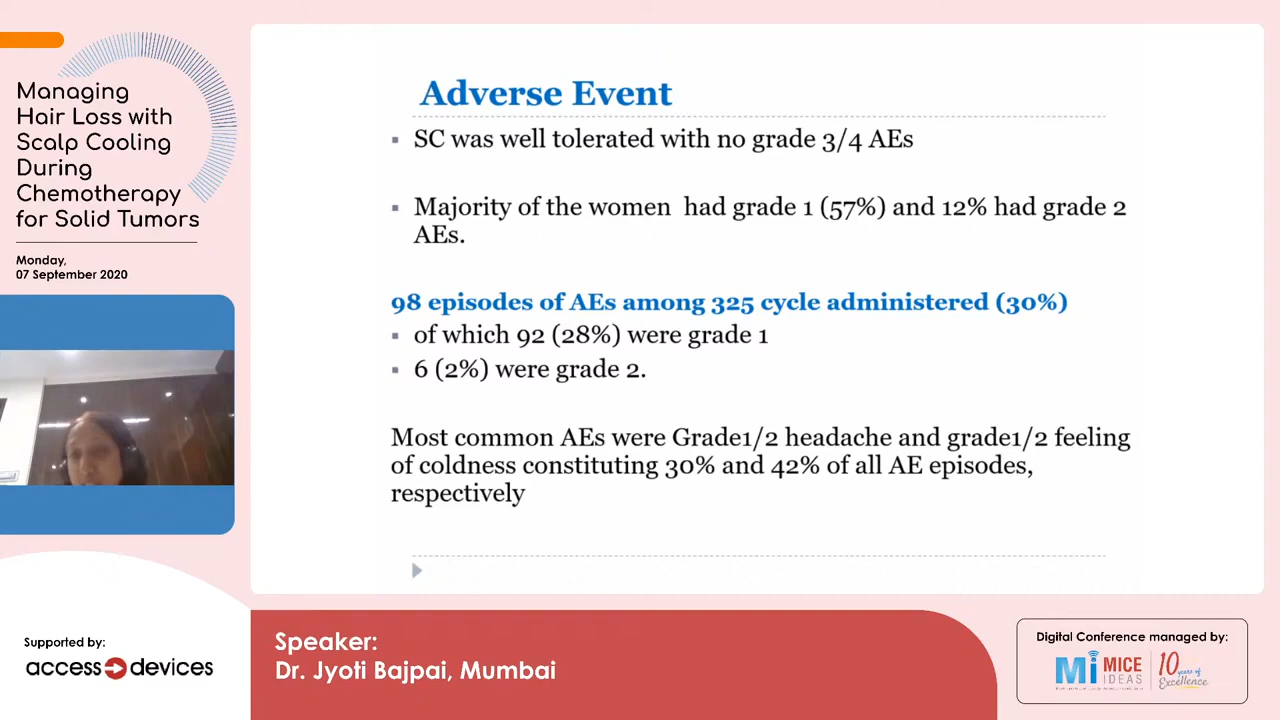 Managing
Hair Loss with
Scalp Cooling
During
Chemotherapy
for Solid Tumors
Monday,
07 September 2020
Adverse Event
▪ SC was well tolerated with no grade 3/4 AEs
▪ Majority of the women had grade 1 (57%) and 12% had grade 2
AEs.
98 episodes of AEs among 325 cycle administered (30%)
▪ of which 92 (28%) were grade 1
▪ 6 (2%) were grade 2.
Most common AEs were Grade1/2 headache and grade1/2 feeling
of coldness constituting 30% and 42% of all AE episodes,
respectively
Supported by:
access devices
Speaker:
Dr. Jyoti Bajpai, Mumbai
Digital Conference managed by:
Mi MICE
IDEAS
10 years of
Excellence